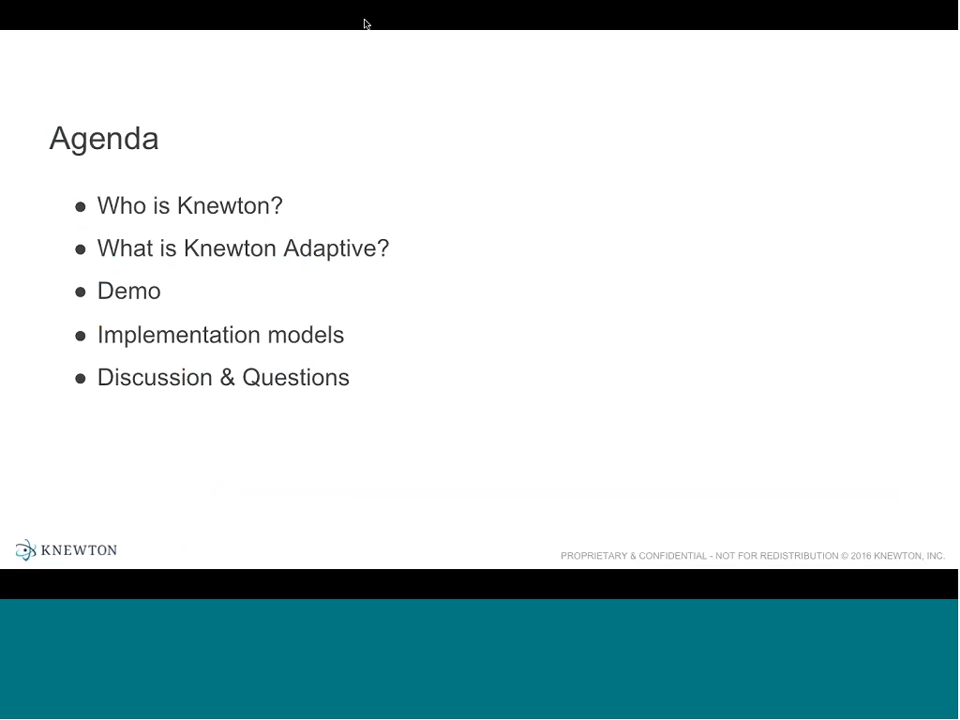 Agenda
● Who is Knewton?
● What is Knewton Adaptive?
● Demo
● Implementation models
● Discussion & Questions
KNEWTON
PROPRIETARY & CONFIDENTIAL - NOT FOR REDISTRIBUTION © 2016 KNEWTON, INC.